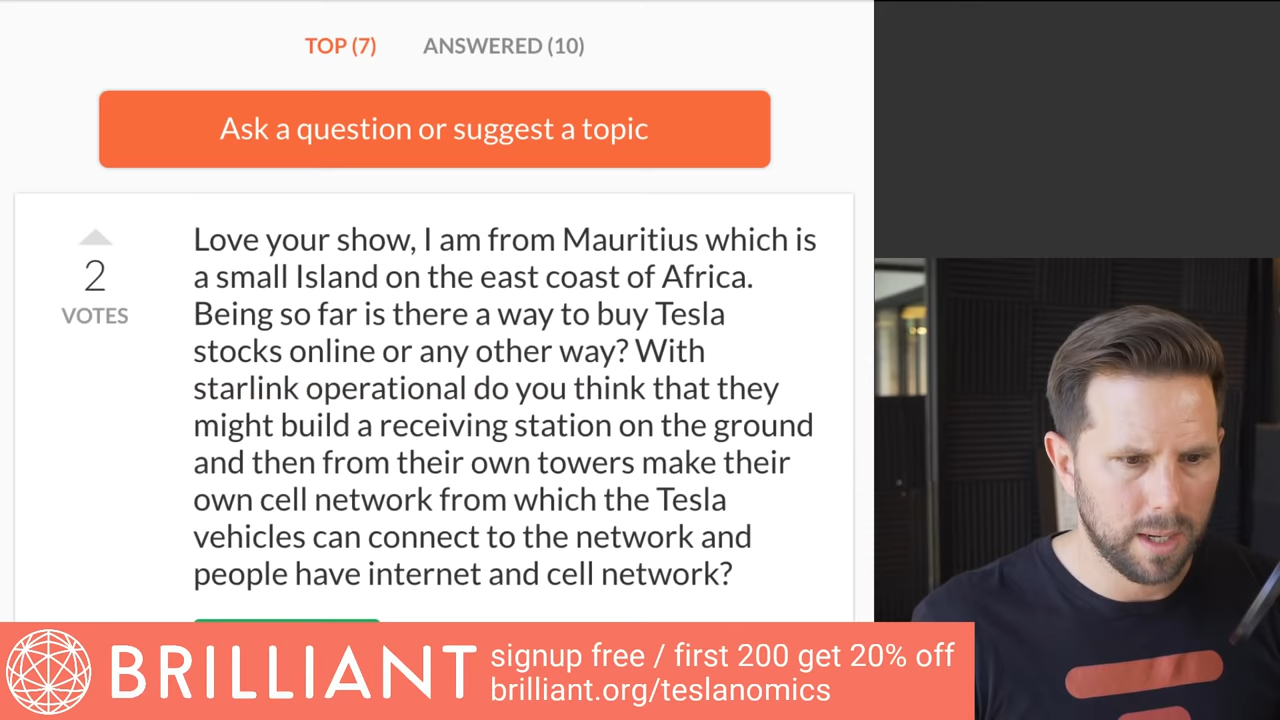 TOP (7) ANSWERED (10)
Ask a question or suggest a topic
2
VOTES
Love your show, I am from Mauritius which is
a small Island on the east coast of Africa.
Being so far is there a way to buy Tesla
stocks online or any other way? With
starlink operational do you think that they
might build a receiving station on the ground
and then from their own towers make their
own cell network from which the Tesla
vehicles can connect to the network and
people have internet and cell network?
BRILLIANT
signup free / first 200 get 20% off
brilliant.org/teslanomics